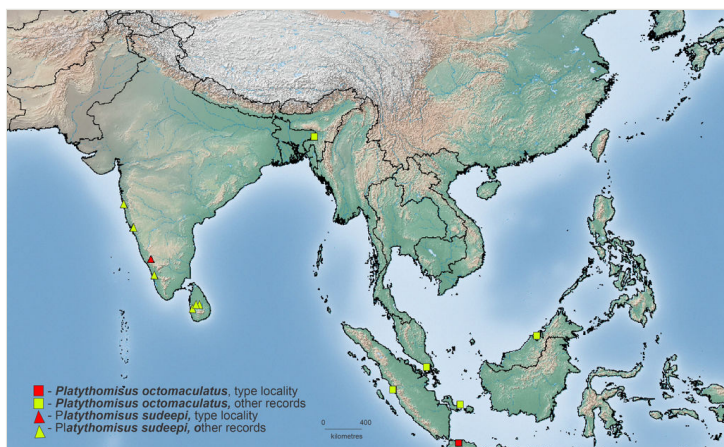 - Platythomisus octomaculatus, type locality
- Platythomisus octomaculatus, other records
- Platythomisus sudeepi, type locality
- Platythomisus sudeepi, other records
0 400
kilometres